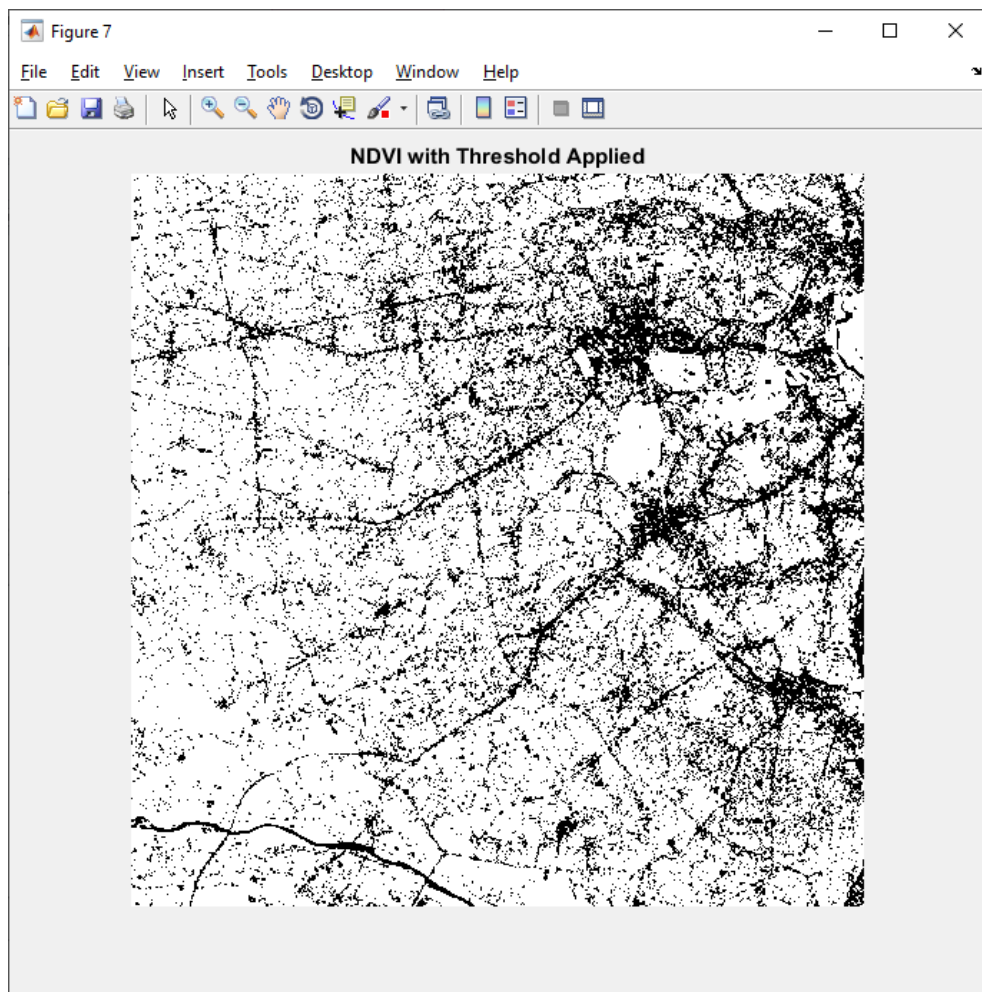 Figure 7
File Edit View Insert Tools Desktop Window Help
NDVI with Threshold Applied